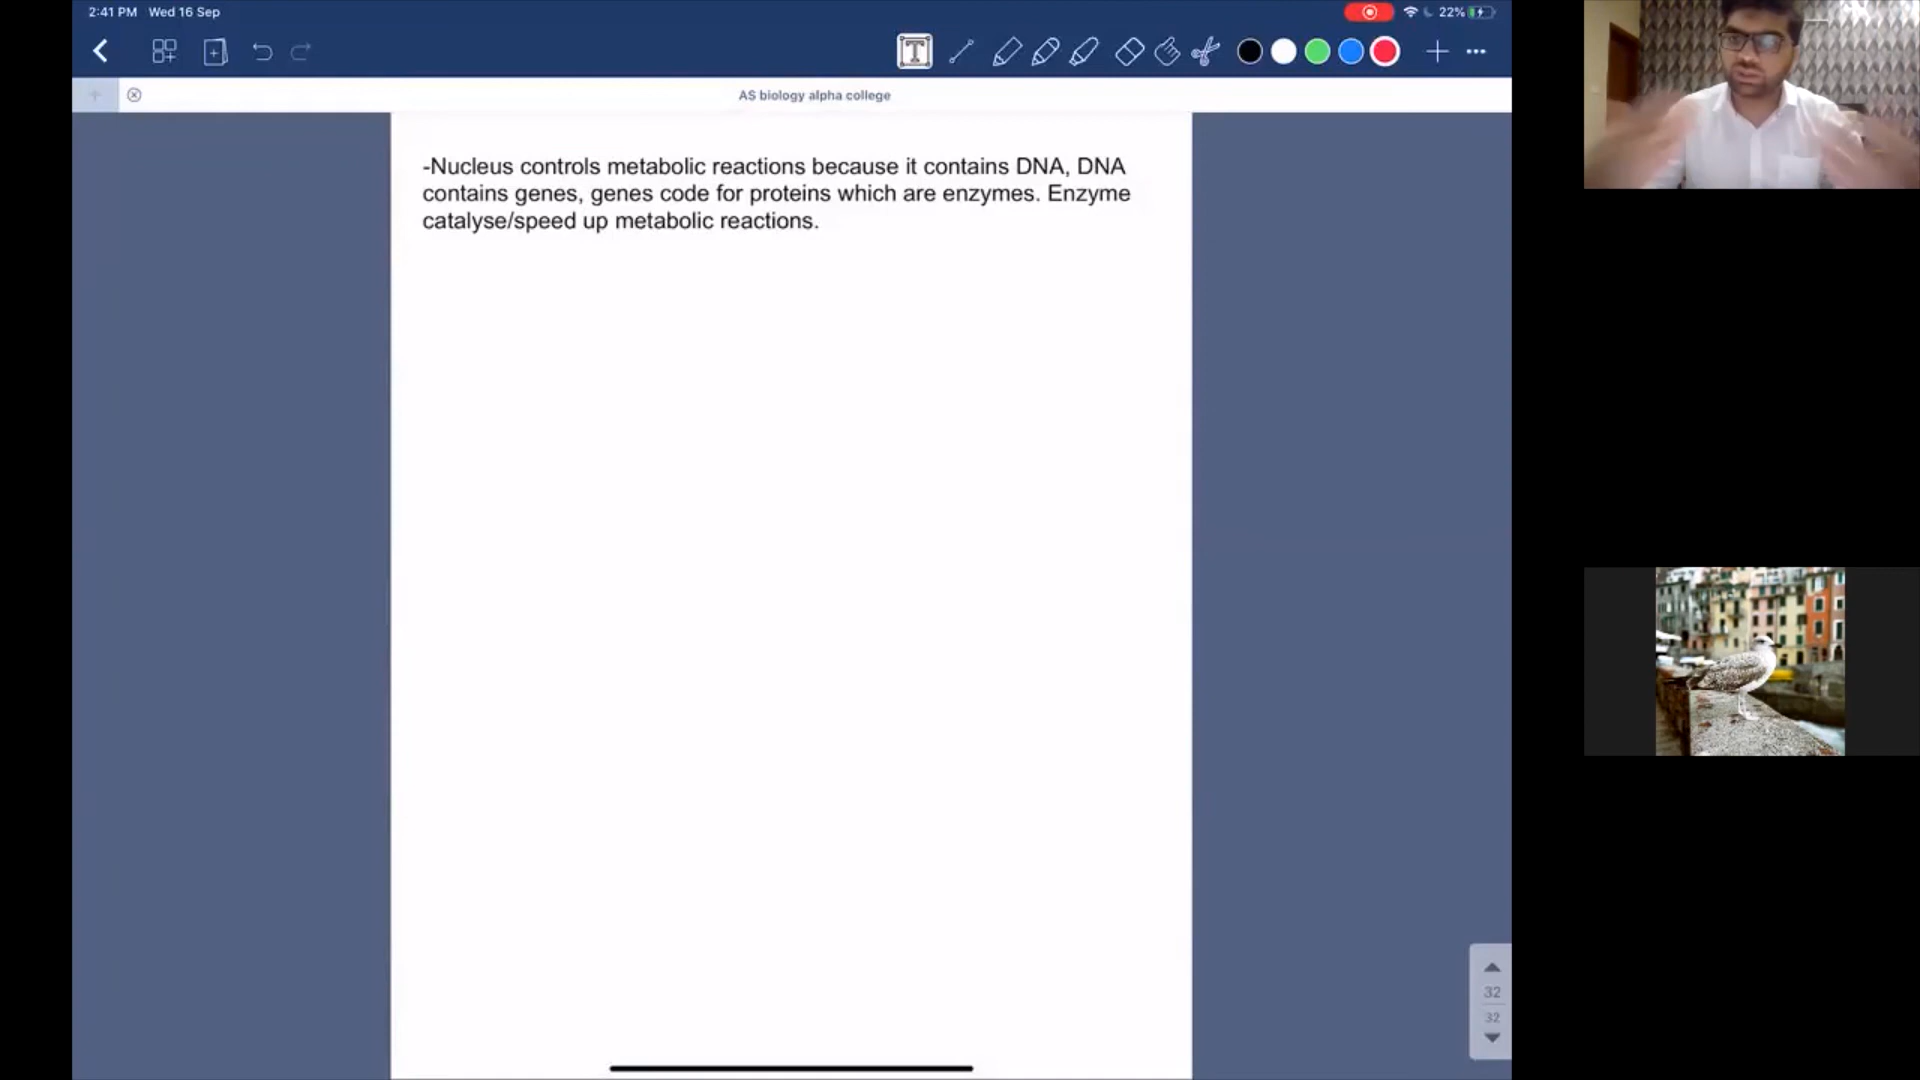 2:41 PM Wed 16 Sep
22%
T
AS biology alpha college
-Nucleus controls metabolic reactions because it contains DNA, DNA
contains genes, genes code for proteins which are enzymes. Enzyme
catalyse/speed up metabolic reactions.
32
32